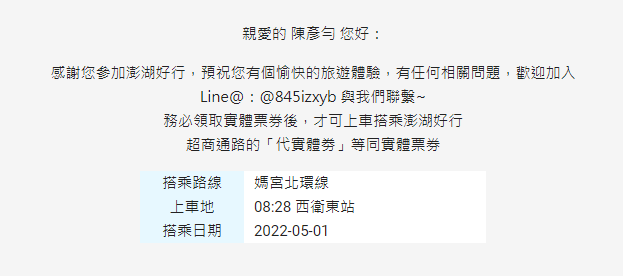 親愛的 陳彥勻 您好：
感謝您參加澎湖好行，預祝您有個愉快的旅遊體驗，有任何相關問題，歡迎加入
Line@：@845izxyb 與我們聯繫~
務必領取實體票券後，才可上車搭乘澎湖好行
超商通路的「代實體券」等同實體票券
搭乘路線 媽宮北環線
上車地 08:28 西衛東站
搭乘日期 2022-05-01